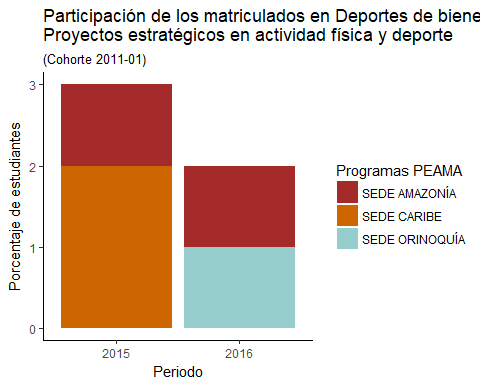 Participación de los matriculados en Deportes de biene
Proyectos estratégicos en actividad física y deporte
(Cohorte 2011-01)
Porcentaje de estudiantes
3
2
1
0
2015
2016
Periodo
Programas PEAMA
SEDE AMAZONÍA
SEDE CARIBE
SEDE ORINOQUÍA